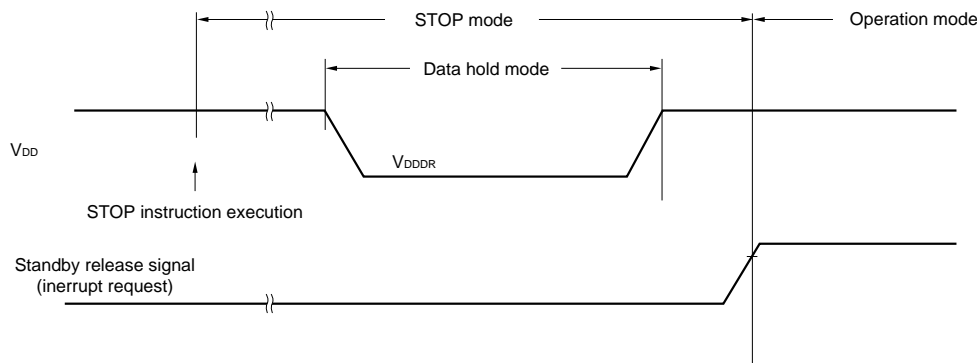 STOP mode
Operation mode
Data hold mode
VDD
VDDDR
STOP instruction execution
Standby release signal
(inerrupt request)